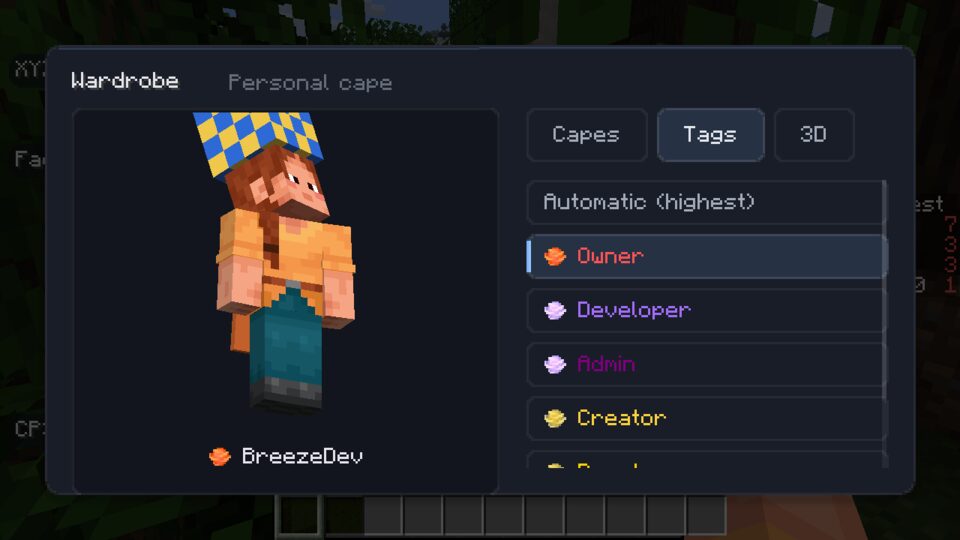 Wardrobe
Personal cape
Capes
Tags
3D
Automatic (highest)
Owner
Developer
Admin
Creator
BreezeDev